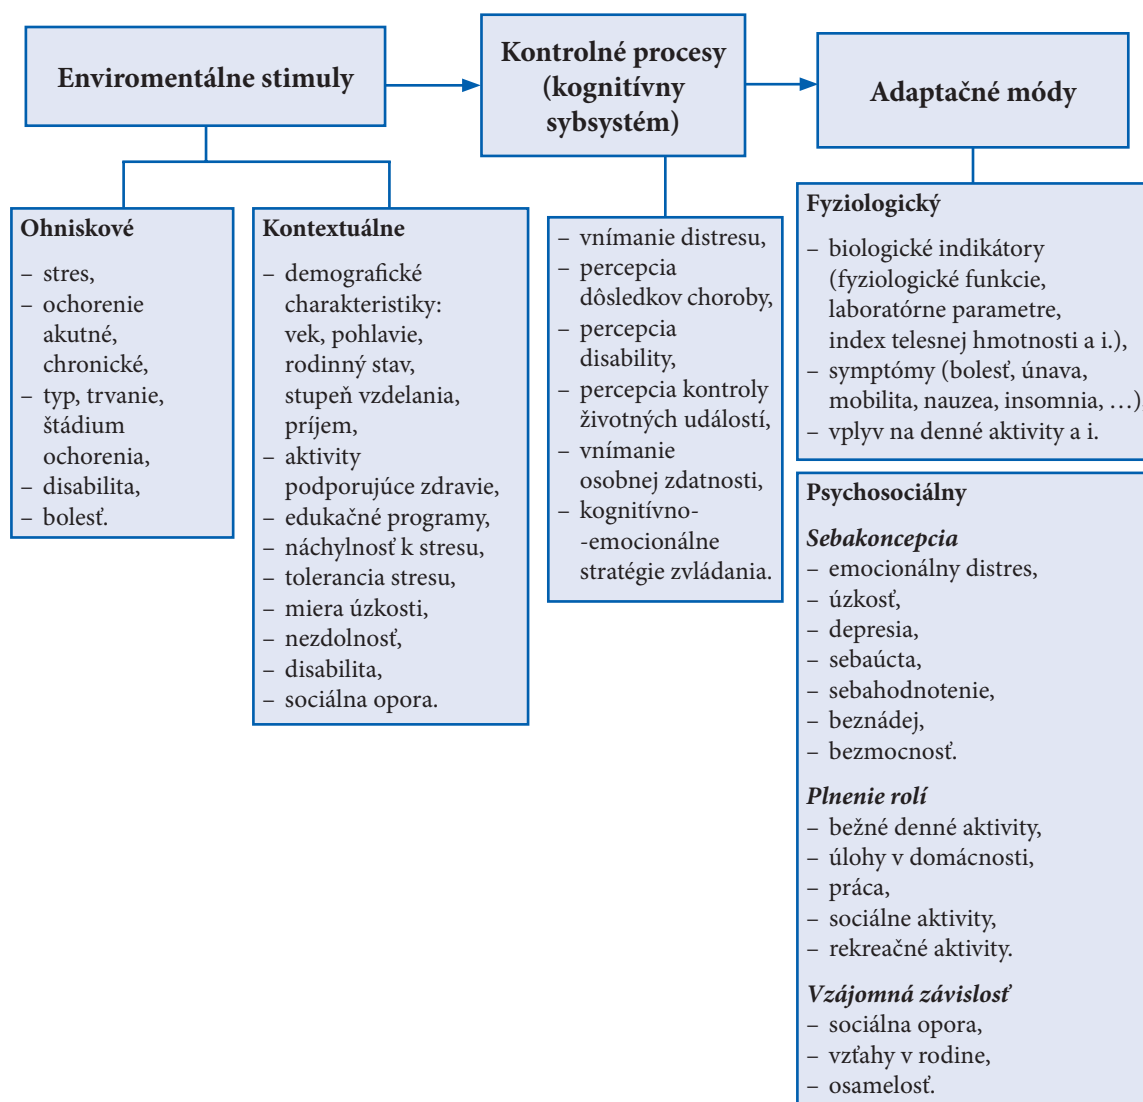 Enviromentálne stimuly
Kontrolné procesy
(kognitívny
sybsystém)
Adaptačné módy
Ohniskové
– stres,
– ochorenie
akutné,
chronické,
– typ, trvanie,
štádium
ochorenia,
– disabilita,
– bolesť.
Kontextuálne
– demografické
charakteristiky:
vek, pohlavie,
rodinný stav,
stupeň vzdelania,
príjem,
– aktivity
podporujúce zdravie,
– edukačné programy,
– náchylnosť k stresu,
– tolerancia stresu,
– miera úzkosti,
– nezdolnosť,
– disabilita,
– sociálna opora.
– vnímanie distresu,
– percepcia
dôsledkov choroby,
– percepcia
disability,
– percepcia kontroly
životných událostí,
– vnímanie
osobnej zdatnosti,
– kognitívno-
-emocionálne
stratégie zvládania.
Fyziologický
– biologické indikátory
(fyziologické funkcie,
laboratórne parametre,
index telesnej hmotnosti a i.),
– symptómy (bolesť, únava,
mobilita, nauzea, insomnia, …),
– vplyv na denné aktivity a i.
Psychosociálny
Sebakoncepcia
– emocionálny distres,
– úzkosť,
– depresia,
– sebaúcta,
– sebahodnotenie,
– beznádej,
– bezmocnosť.
Plnenie rolí
– bežné denné aktivity,
– úlohy v domácnosti,
– práca,
– sociálne aktivity,
– rekreačné aktivity.
Vzájomná závislosť
– sociálna opora,
– vzťahy v rodine,
– osamelosť.